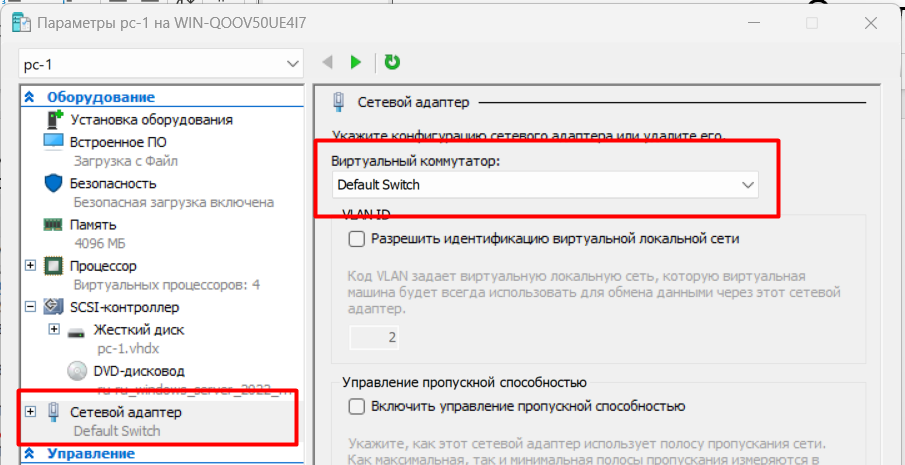 Параметры pc-1 на WIN-QOOV50UE4I7
pc-1
Оборудование
Установка оборудования
Встроенное ПО
Загрузка с Файл
Безопасность
Безопасная загрузка включена
Память
4096 МБ
Процессор
Виртуальных процессоров: 4
SCSI-контроллер
Жесткий диск
pc-1.vhdx
DVD-дисковод
ru-ru_windows_server_2022_...
Сетевой адаптер
Default Switch
Управление
Сетевой адаптер
Укажите конфигурацию сетевого адаптера или удалите его.
Виртуальный коммутатор:
Default Switch
VLAN ID
Разрешить идентификацию виртуальной локальной сети
Код VLAN задает виртуальную локальную сеть, которую виртуальная
машина будет всегда использовать для обмена данными через этот сетевой
адаптер.
2
Управление пропускной способностью
Включить управление пропускной способностью
Укажите, как этот сетевой адаптер использует полосу пропускания сети.
Как максимальная, так и минимальная полосы пропускания измеряются в